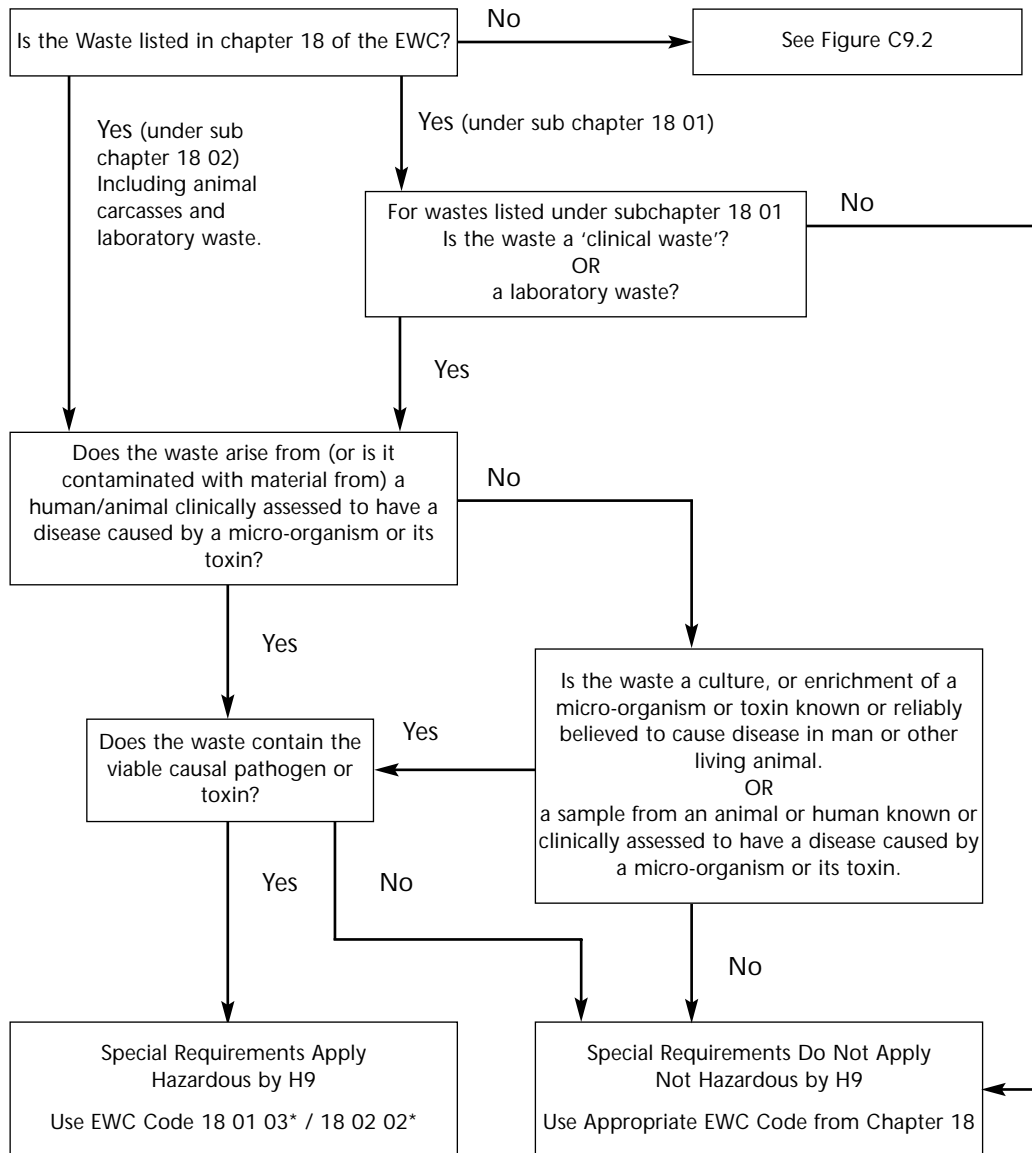 No
Is the Waste listed in chapter 18 of the EWC?
See Figure C9.2
Yes (under sub
chapter 18 02)
Including animal
carcasses and
laboratory waste.
Yes (under sub chapter 18 01)
For wastes listed under subchapter 18 01
Is the waste a ‘clinical waste’?
OR
a laboratory waste?
No
Yes
Does the waste arise from (or is it
contaminated with material from) a
human/animal clinically assessed to have a
disease caused by a micro-organism or its
toxin?
No
Yes
Is the waste a culture, or enrichment of a
micro-organism or toxin known or reliably
believed to cause disease in man or other
living animal.
OR
a sample from an animal or human known or
clinically assessed to have a disease caused by
a micro-organism or its toxin.
Yes
Does the waste contain the
viable causal pathogen or
toxin?
Yes
No
No
Special Requirements Apply
Hazardous by H9
Use EWC Code 18 01 03* / 18 02 02*
Special Requirements Do Not Apply
Not Hazardous by H9
Use Appropriate EWC Code from Chapter 18